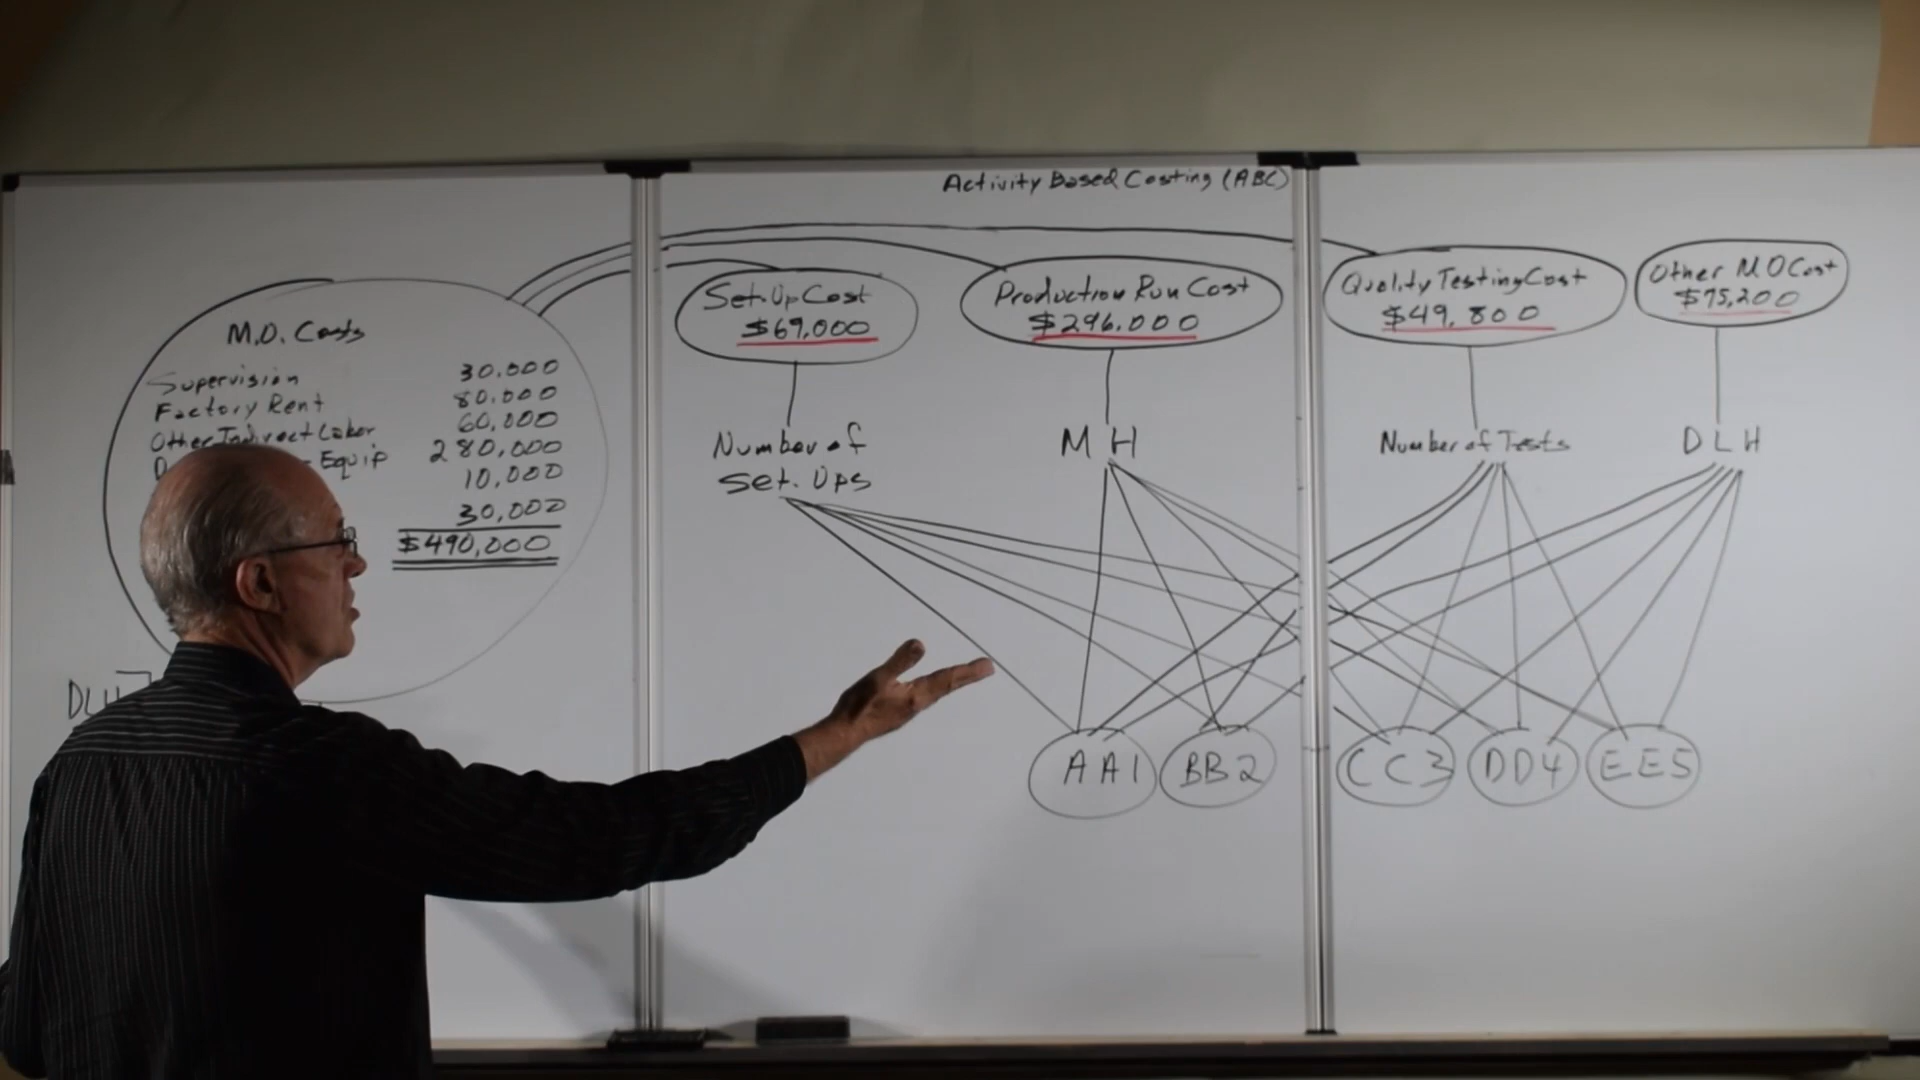 Activity Based Costing (ABC)
M.O. Costs
Supervision 30,000
Factory Rent 80,000
Other Indirect Labor 60,000
Equip 280,000
10,000
30,000
$490,000
DLH
Set-Up Cost
$69,000
Production Run Cost
$296,000
Quality Testing Cost
$49,800
Other M O Cost
$75,200
Number of
Set-Ups
M H
Number of Tests
D L H
AA1
BB2
CC3
DD4
EE5